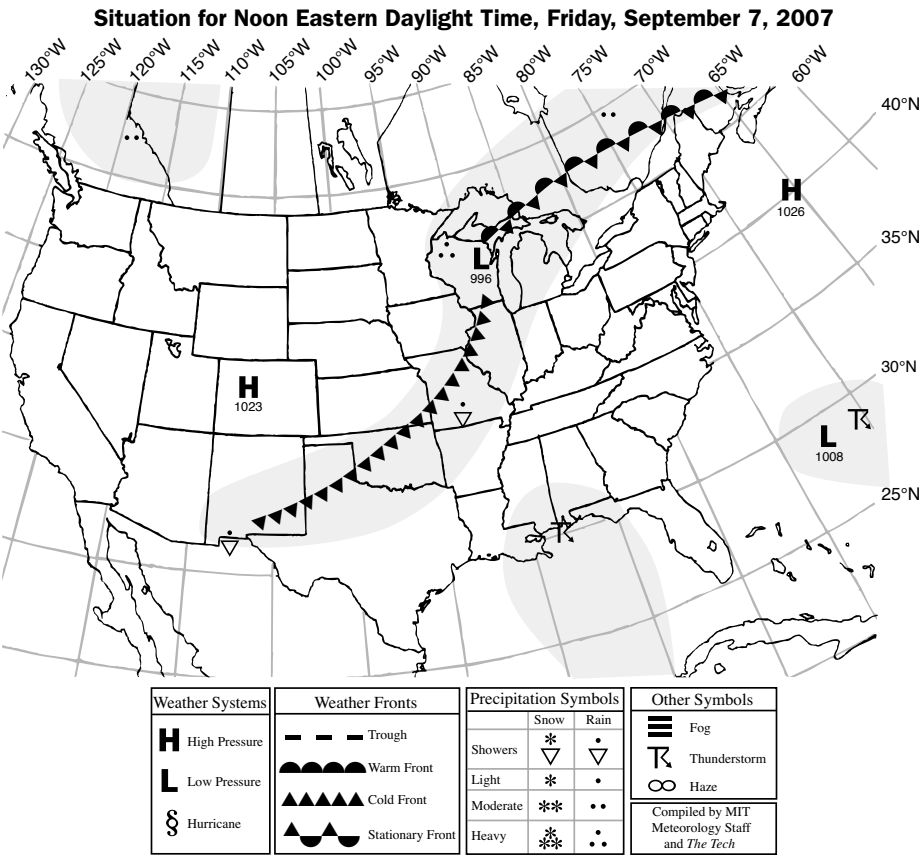 Situation for Noon Eastern Daylight Time, Friday, September 7, 2007
130°W 125°W 120°W 115°W 110°W 105°W 100°W 95°W 90°W 85°W 80°W 75°W 70°W 65°W 60°W
40°N
H
1026
35°N
L
996
30°N
H
1023
L
1008
25°N
Weather Systems
H High Pressure
L Low Pressure
Hurricane
Weather Fronts
Trough
Warm Front
Cold Front
Stationary Front
Precipitation Symbols
Snow Rain
Showers
Light
Moderate
Heavy
Other Symbols
Fog
Thunderstorm
Haze
Compiled by MIT
Meteorology Staff
and The Tech